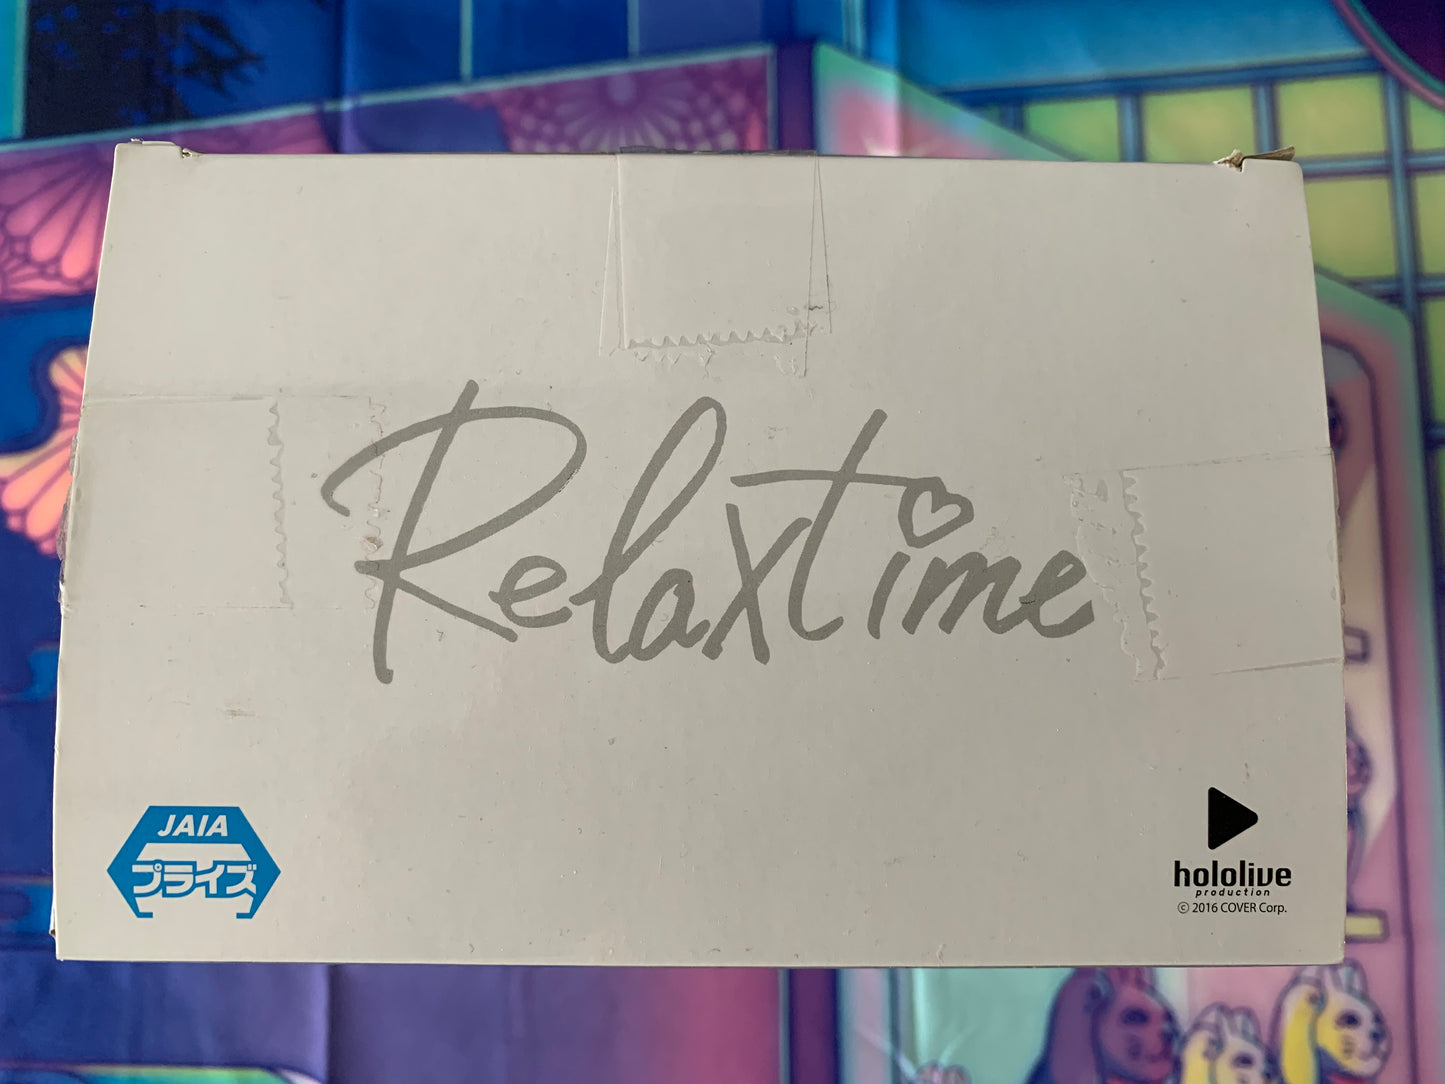 Relaxtime
JAIA
プライズ
hololive
production
© 2016 COVER Corp.